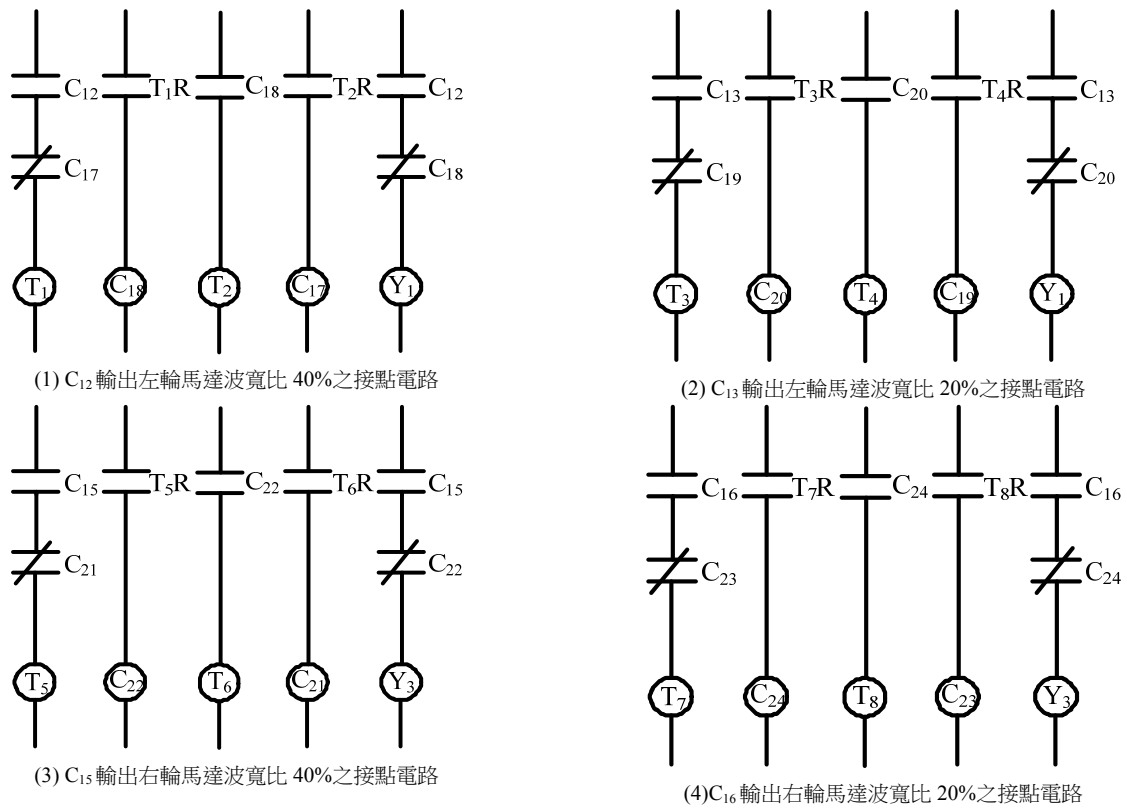 C12 T1R C18 T2R C12
C17 C18
T1 C18 T2 C17 Y1
(1) C12 輸出左輪馬達波寬比 40%之接點電路
C13 T3R C20 T4R C13
C19 C20
T3 C20 T4 C19 Y1
(2) C13 輸出左輪馬達波寬比 20%之接點電路
C15 T5R C22 T6R C15
C21 C22
T5 C22 T6 C21 Y3
(3) C15 輸出右輪馬達波寬比 40%之接點電路
C16 T7R C24 T8R C16
C23 C24
T7 C24 T8 C23 Y3
(4)C16 輸出右輪馬達波寬比 20%之接點電路